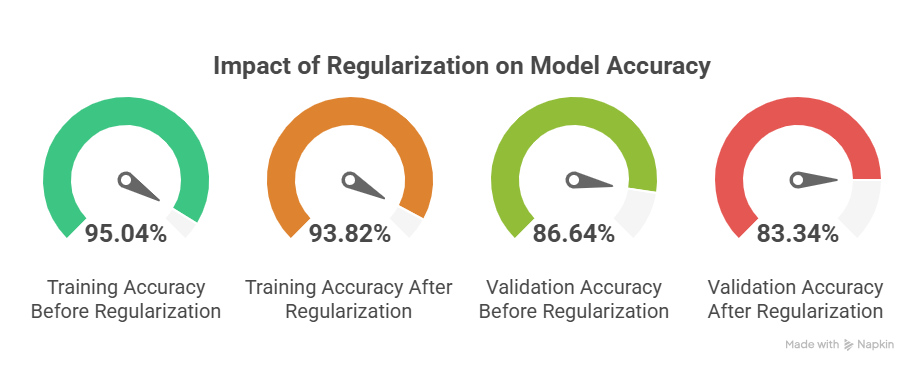 Impact of Regularization on Model Accuracy
95.04%
93.82%
86.64%
83.34%
Training Accuracy
Before Regularization
Training Accuracy After
Regularization
Validation Accuracy
Before Regularization
Validation Accuracy
After Regularization
Made with Napkin